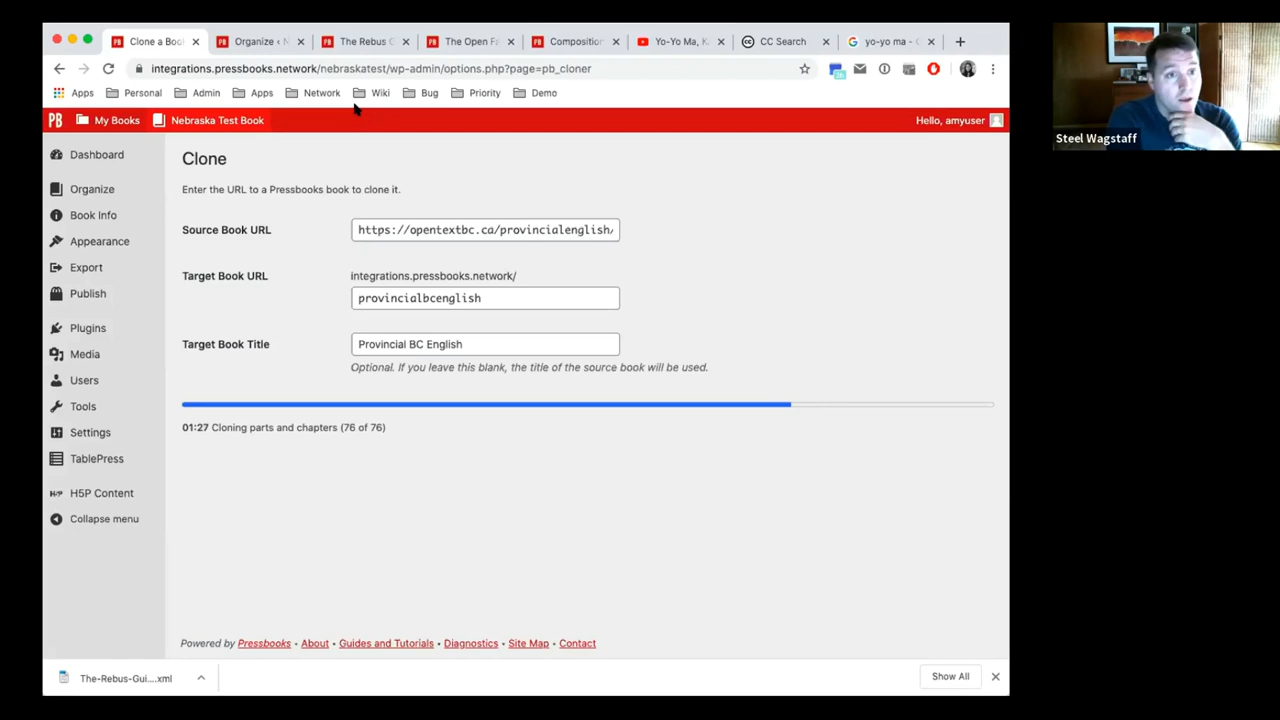 Clone a Boo
Organize < N
The Rebus C
The Open F
Composition
Yo-Yo Ma, K
CC Search
yo-yo ma - G
integrations.pressbooks.network/nebraskatest/wp-admin/options.php?page=pb_cloner
Apps
Personal
Admin
Apps
Network
Wiki
Bug
Priority
Demo
PB
My Books
Nebraska Test Book
Hello, amyuser
Dashboard
Organize
Book Info
Appearance
Export
Publish
Plugins
Media
Users
Tools
Settings
TablePress
H5P Content
Collapse menu
Clone
Enter the URL to a Pressbooks book to clone it.
Source Book URL
https://opentextbc.ca/provincialenglish/
Target Book URL
integrations.pressbooks.network/
provincialbcenglish
Target Book Title
Provincial BC English
Optional. If you leave this blank, the title of the source book will be used.
01:27 Cloning parts and chapters (76 of 76)
Powered by Pressbooks • About • Guides and Tutorials • Diagnostics • Site Map • Contact
The-Rebus-Gui....xml
Show All
Steel Wagstaff